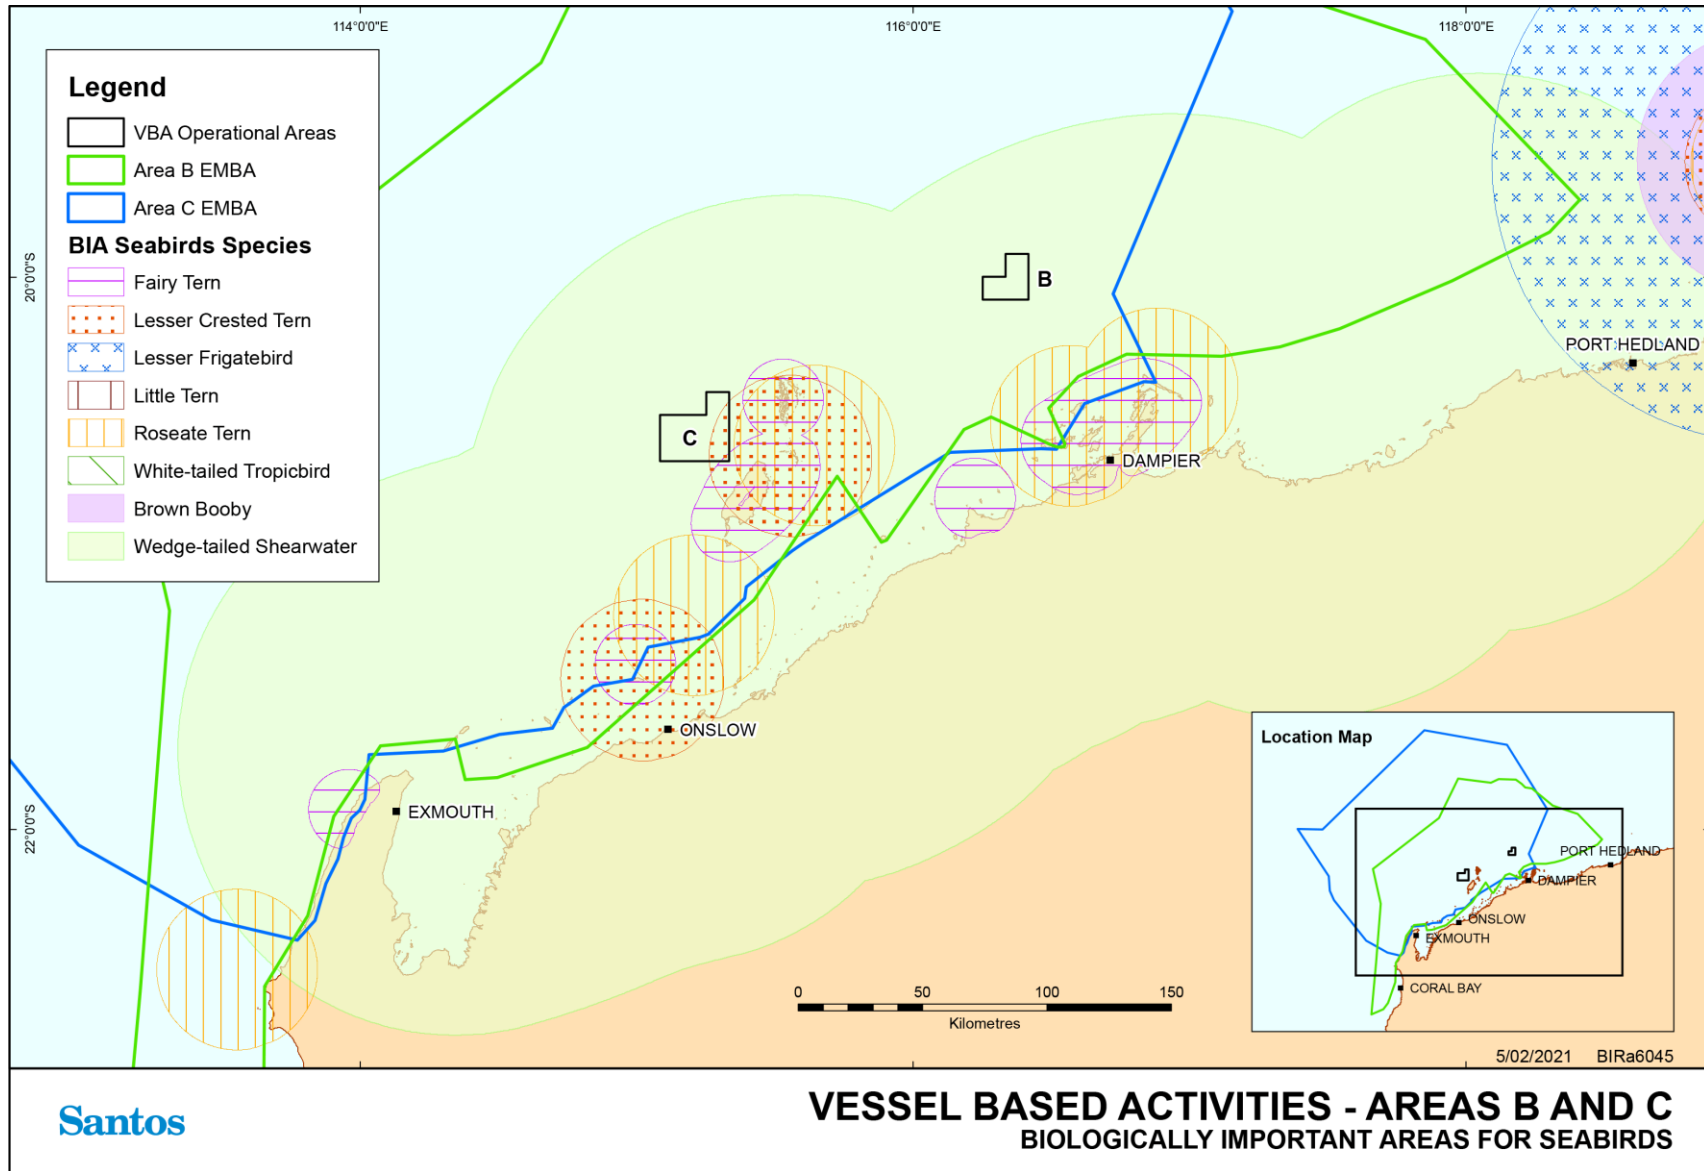 114°0'0"E
116°0'0"E
118°0'0"E
Legend
VBA Operational Areas
Area B EMBA
Area C EMBA
BIA Seabirds Species
Fairy Tern
Lesser Crested Tern
Lesser Frigatebird
Little Tern
Roseate Tern
White-tailed Tropicbird
Brown Booby
Wedge-tailed Shearwater
20°0'0"S
22°0'0"S
B
C
PORT HEDLAND
DAMPIER
ONSLOW
EXMOUTH
Location Map
PORT HEDLAND
DAMPIER
ONSLOW
EXMOUTH
CORAL BAY
0 50 100 150
Kilometres
5/02/2021 BIRa6045
Santos
VESSEL BASED ACTIVITIES - AREAS B AND C
BIOLOGICALLY IMPORTANT AREAS FOR SEABIRDS